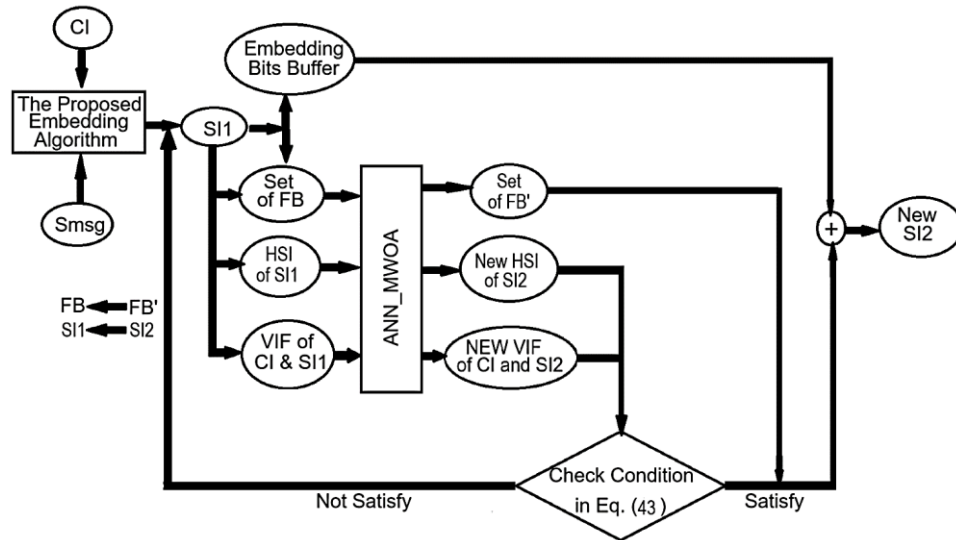 CI
The Proposed
Embedding
Algorithm
Smsg
SI1
Embedding
Bits Buffer
Set
of FB
HSI
of SI1
VIF of
CI & SI1
ANN_MWOA
Set
of FB'
New HSI
of SI2
NEW VIF
of CI and SI2
+
New
SI2
FB FB'
SI1 SI2
Check Condition
in Eq. (43)
Not Satisfy
Satisfy